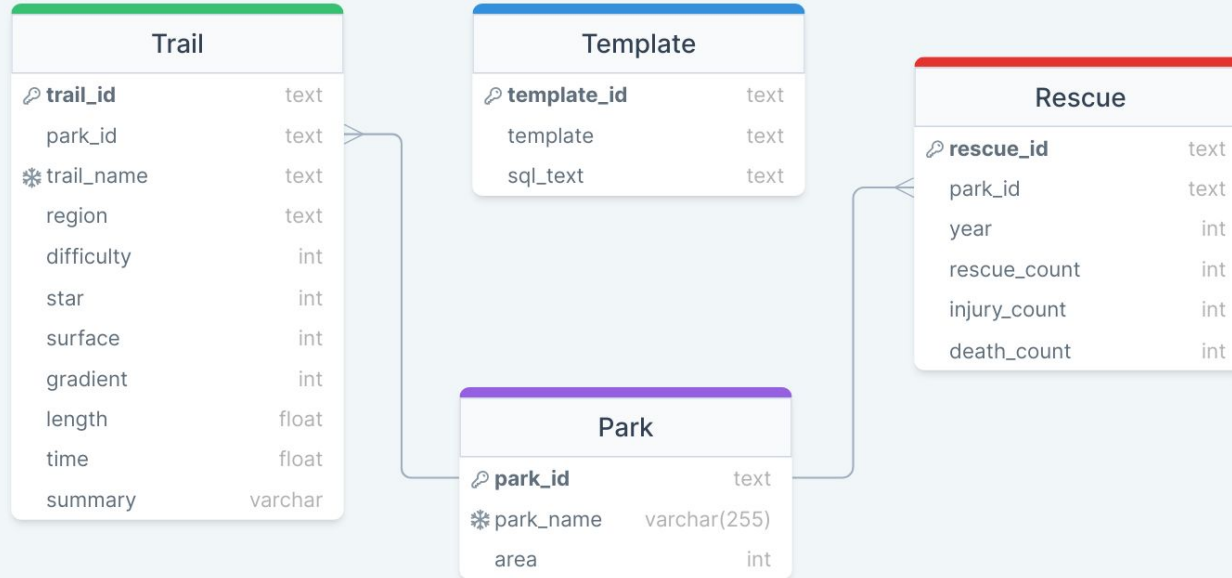 Trail
trail_id text
park_id text
trail_name text
region text
difficulty int
star int
surface int
gradient int
length float
time float
summary varchar
Template
template_id text
template text
sql_text text
Rescue
rescue_id text
park_id text
year int
rescue_count int
injury_count int
death_count int
Park
park_id text
park_name varchar(255)
area int